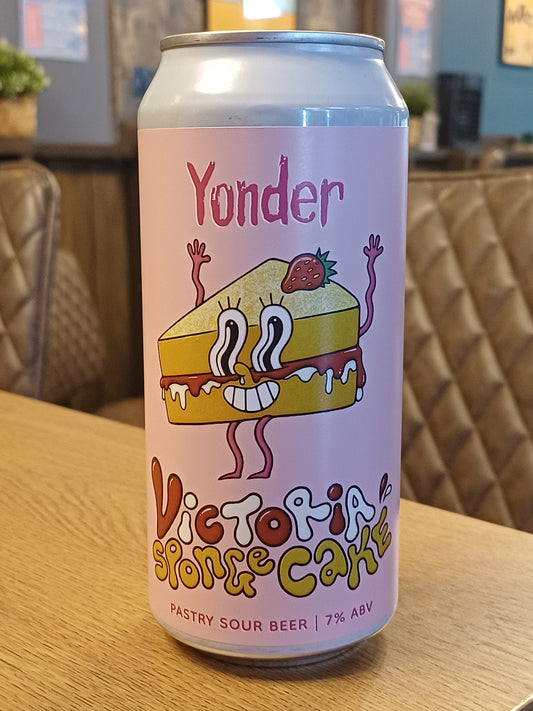 Yonder
VICTORIA
SPONGE CAKE
PASTRY SOUR BEER | 7% ABV